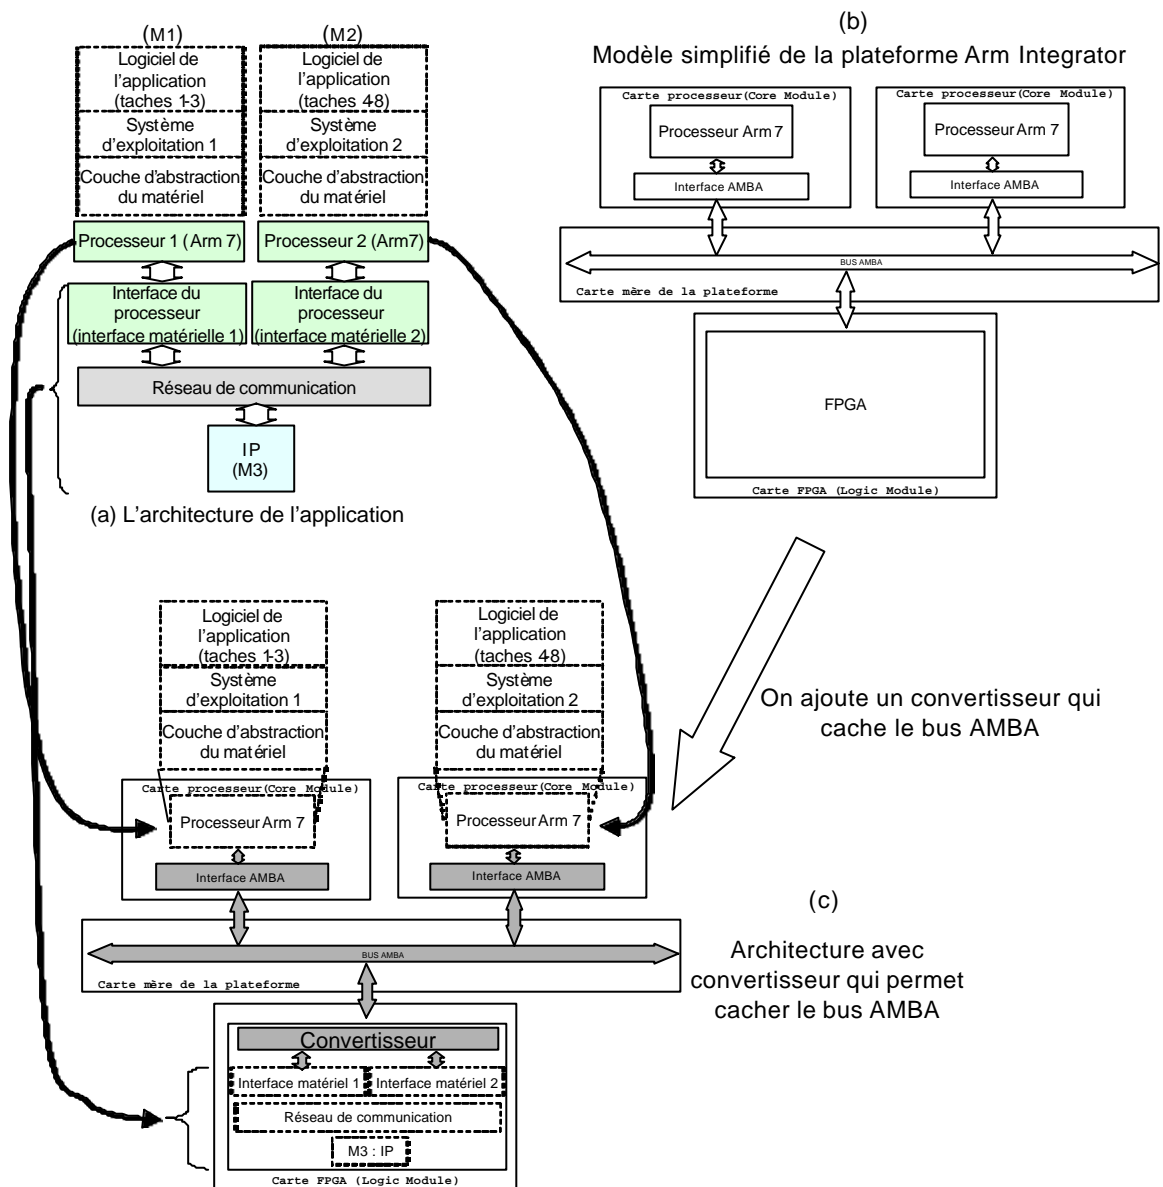 (M1)
Logiciel de
l'application
(taches 1-3)
Système
d'exploitation 1
Couche d'abstraction
du matériel
Processeur 1 (Arm 7)
Interface du
processeur
(interface matérielle 1)
(M2)
Logiciel de
l'application
(taches 48)
Système
d'exploitation 2
Couche d'abstraction
du matériel
Processeur 2 (Arm7)
Interface du
processeur
(interface matérielle 2)
Réseau de communication
IP
(M3)
(a) L'architecture de l'application
(b)
Modèle simplifié de la plateforme Arm Integrator
Carte processeur(Core Module)
Processeur Arm 7
Interface AMBA
Carte processeur(Core Module)
Processeur Arm 7
Interface AMBA
BUS AMBA
Carte mère de la plateforme
FPGA
Carte FPGA (Logic Module)
On ajoute un convertisseur qui
cache le bus AMBA
Logiciel de
l'application
(taches 1-3)
Système
d'exploitation 1
Couche d'abstraction
du matériel
Carte processeur(Core Module)
Processeur Arm 7
Interface AMBA
Logiciel de
l'application
(taches 48)
Système
d'exploitation 2
Couche d'abstraction
du matériel
Carte processeur(Core Module)
Processeur Arm 7
Interface AMBA
BUS AMBA
Carte mère de la plateforme
(c)
Architecture avec
convertisseur qui permet
cacher le bus AMBA
Convertisseur
Interface matériel 1
Interface matériel 2
Réseau de communication
M3 : IP
Carte FPGA (Logic Module)